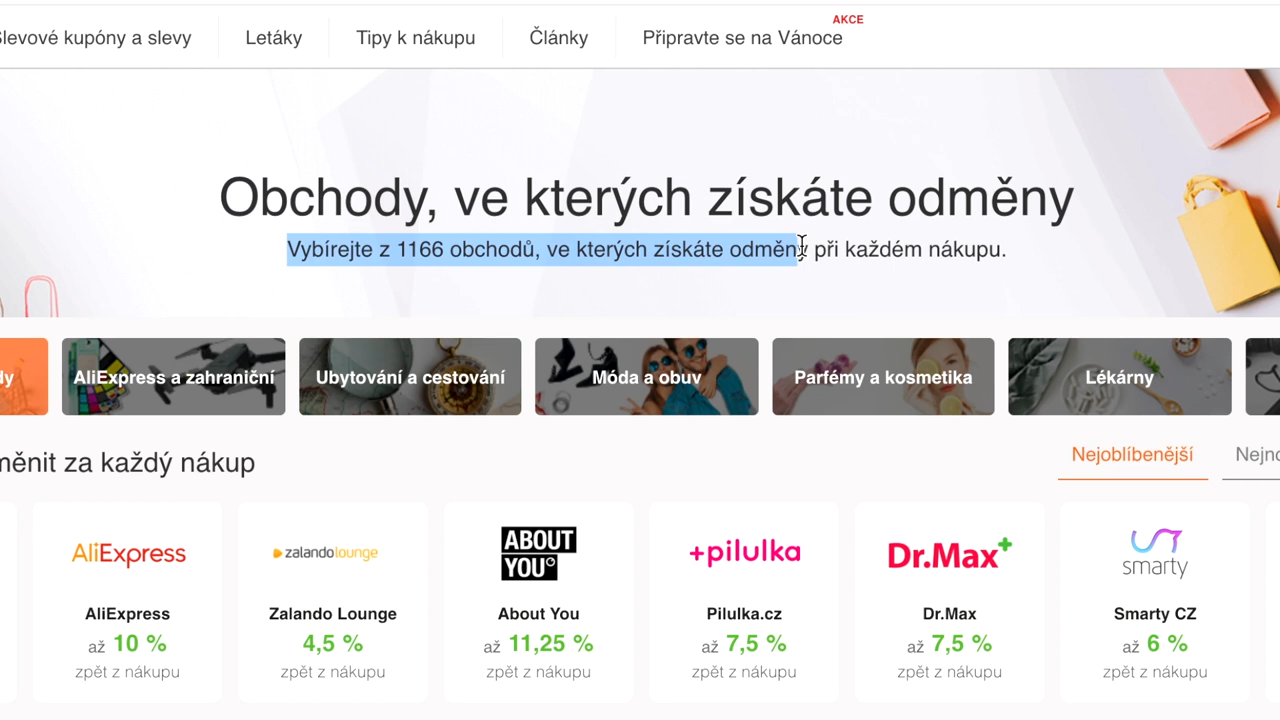 Slevové kupóny a slevy
Letáky
Tipy k nákupu
Články
Připravte se na Vánoce
AKCE
Obchody, ve kterých získáte odměny
Vybírejte z 1166 obchodů, ve kterých získáte odměny při každém nákupu.
AliExpress a zahraniční
Ubytování a cestování
Móda a obuv
Parfémy a kosmetika
Lékárny
za každý nákup
Nejoblíbenější
AliExpress
zalandolounge
ABOUT
YOU
+pilulka
Dr.Max+
smarty
AliExpress
až 10 %
zpět z nákupu
Zalando Lounge
4,5 %
zpět z nákupu
About You
až 11,25 %
zpět z nákupu
Pilulka.cz
až 7,5 %
zpět z nákupu
Dr.Max
až 7,5 %
zpět z nákupu
Smarty CZ
až 6 %
zpět z nákupu